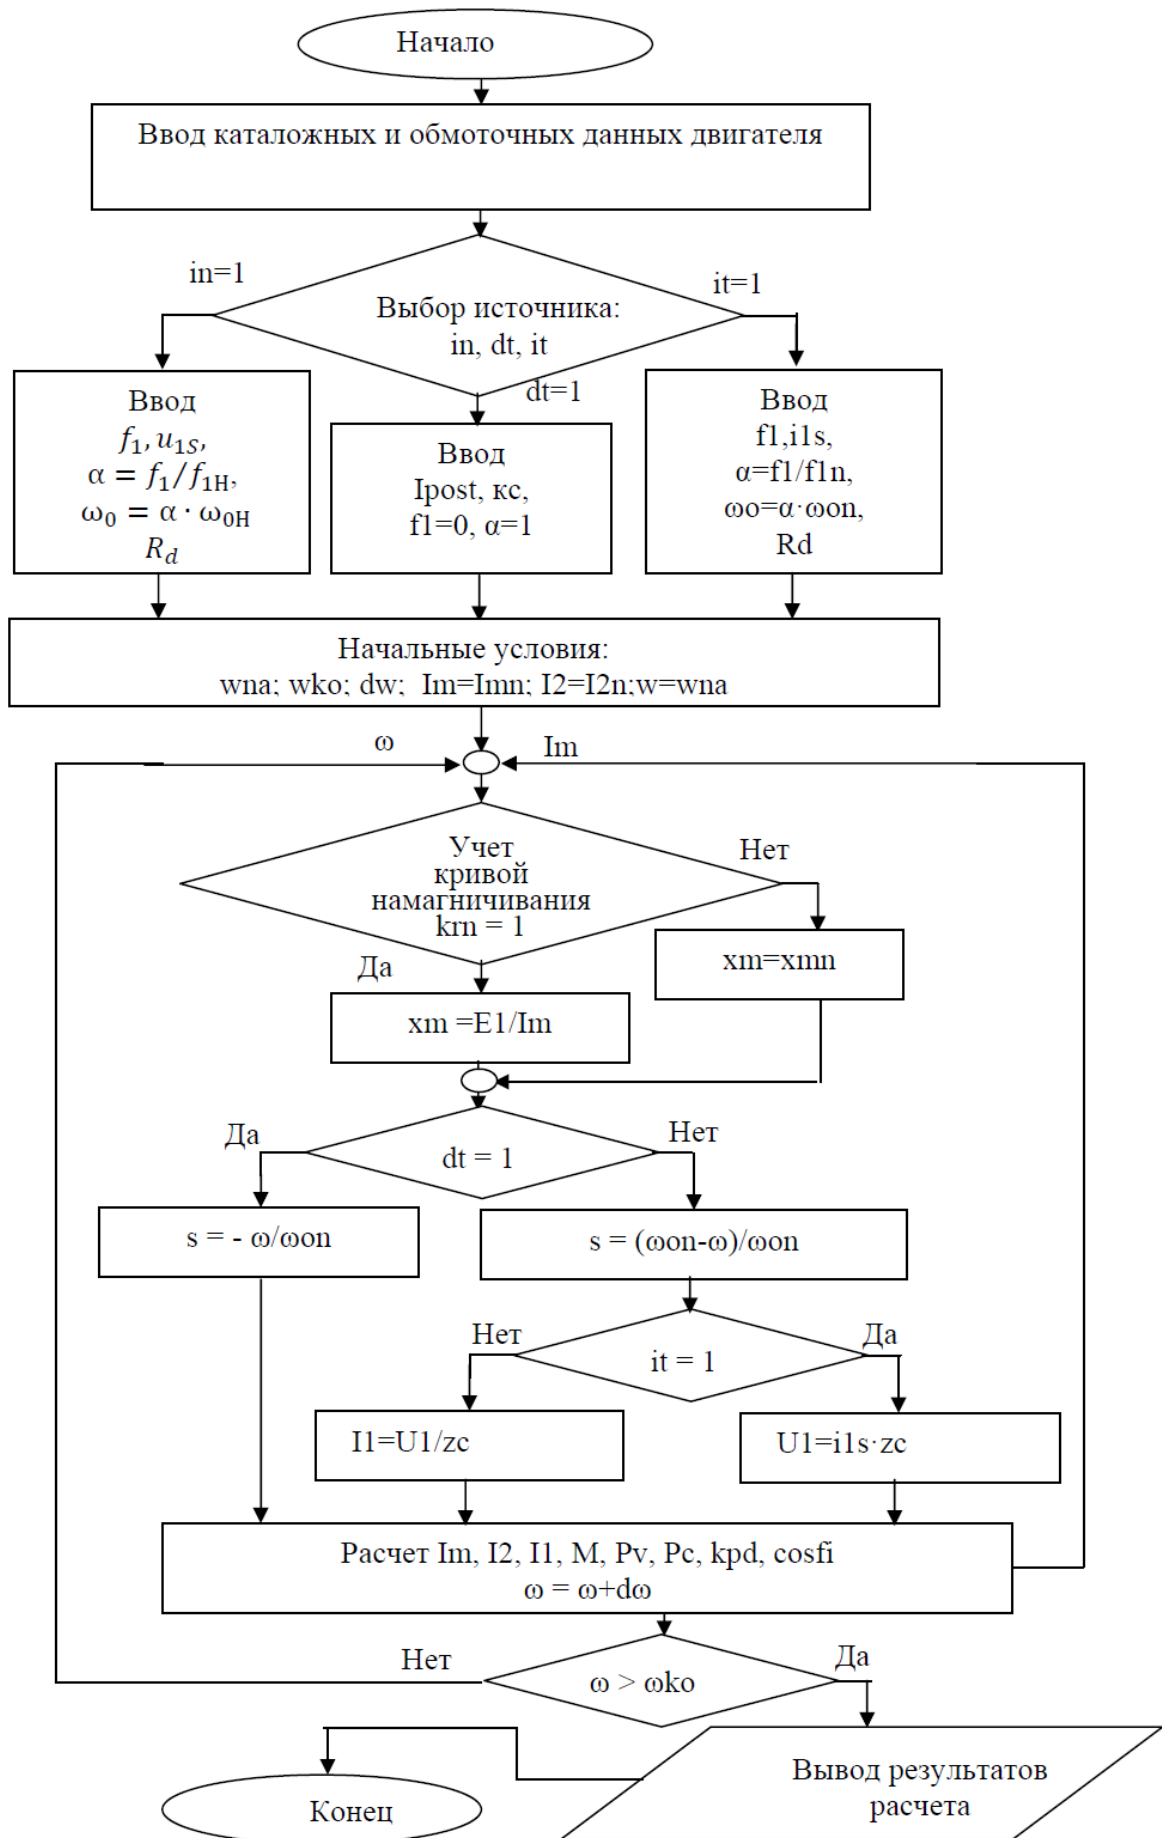 Начало
Ввод каталожных и обмоточных данных двигателя
in=1
it=1
Выбор источника:
in, dt, it
dt=1
Ввод
f₁, u₁S,
α = f₁/f₁Н,
ω₀ = α · ω₀Н
R_d
Ввод
Ipost, кс,
f1=0, α=1
Ввод
f1,i1s,
α=f1/f1n,
ωo=α·ωon,
Rd
Начальные условия:
wna; wko; dw; Im=Imn; I2=I2n;w=wna
ω
Im
Учет
кривой
намагничивания
krn = 1
Нет
Да
xm=xmn
xm =E1/Im
Да
dt = 1
Нет
s = - ω/ωon
s = (ωon-ω)/ωon
Нет
it = 1
Да
I1=U1/zc
U1=i1s·zc
Расчет Im, I2, I1, M, Pv, Pc, kpd, cosfi
ω = ω+dω
Нет
ω > ωko
Да
Вывод результатов
расчета
Конец